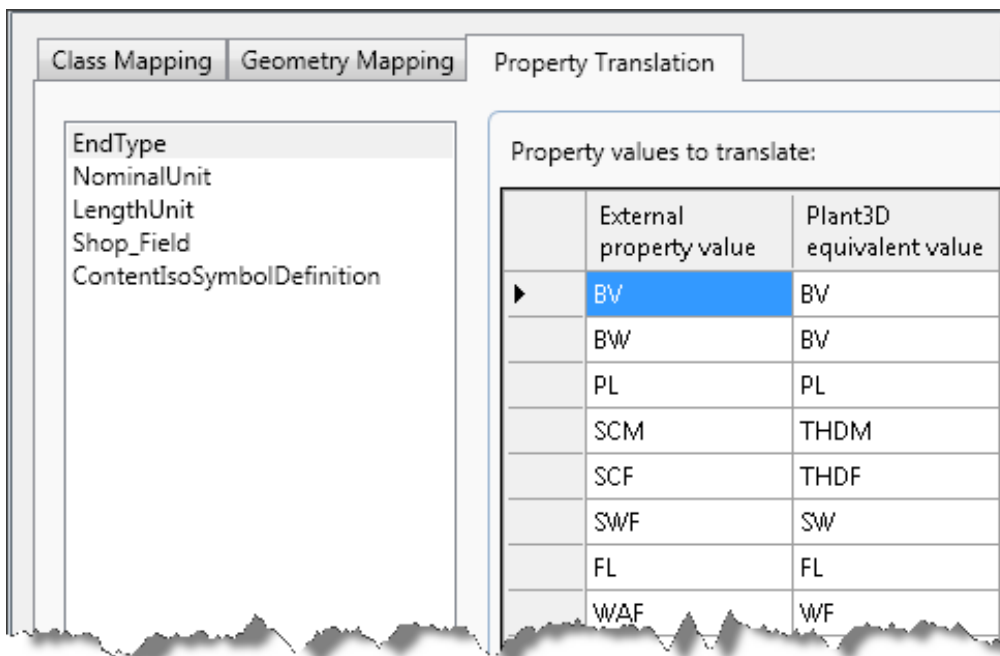 Class Mapping Geometry Mapping Property Translation
EndType
NominalUnit
LengthUnit
Shop_Field
ContentIsoSymbolDefinition
Property values to translate:
External Plant3D
property value equivalent value
BV BV
BW BV
PL PL
SCM THDM
SCF THDF
SWF SW
FL FL
WAF WF